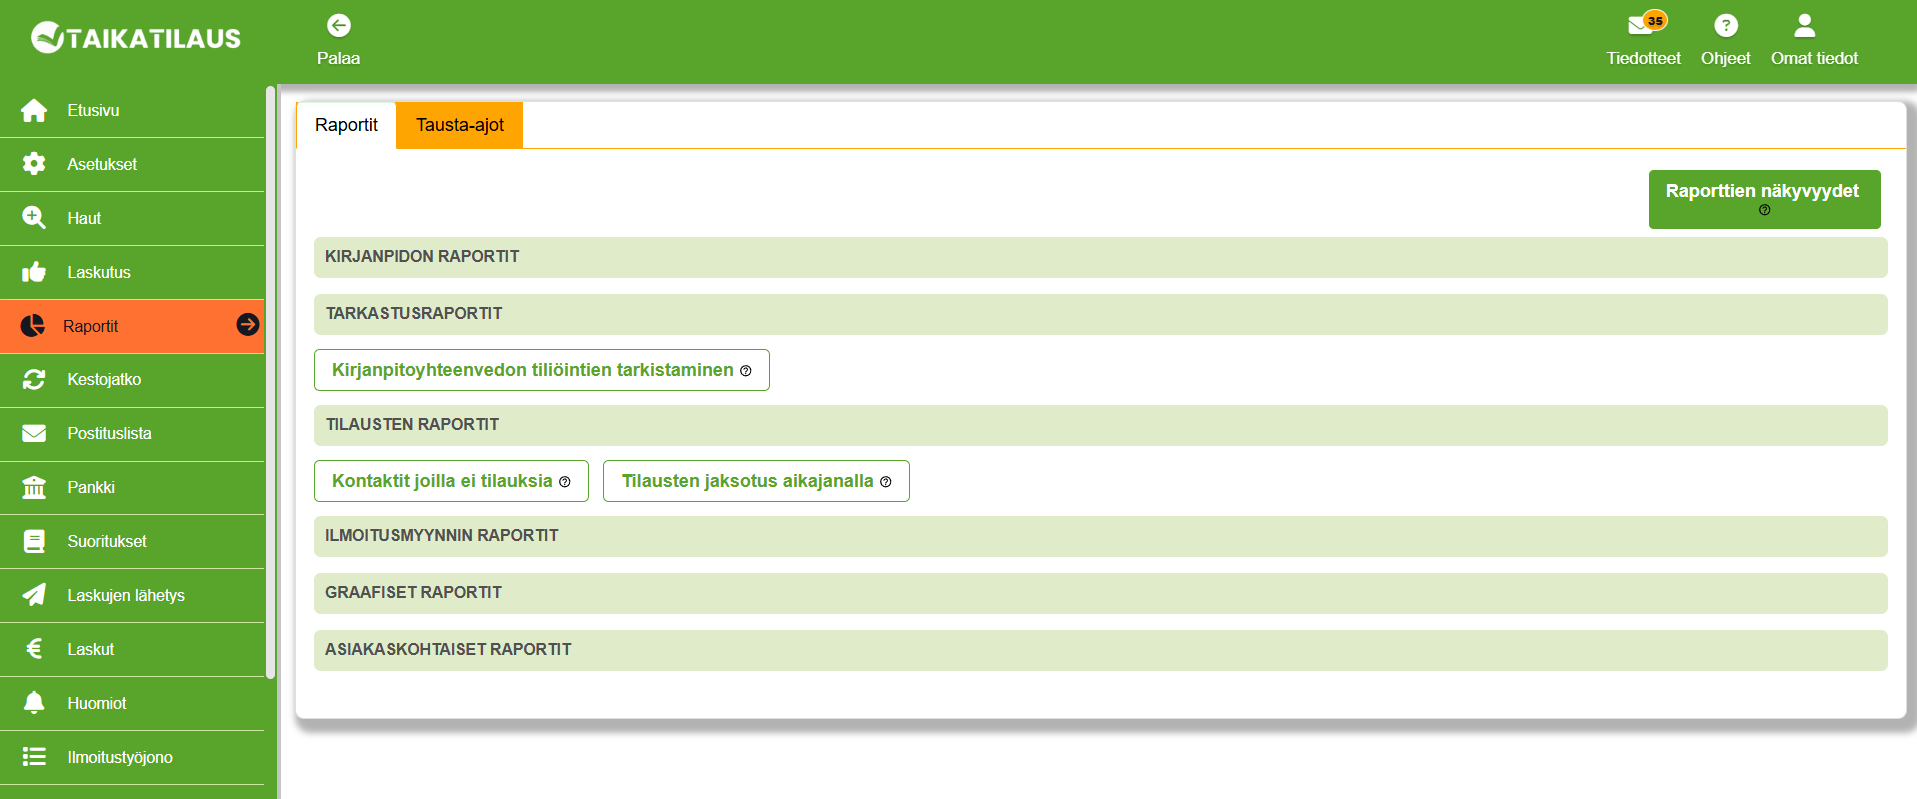 TAIKATILAUS
Palaa
35
Tiedotteet
Ohjeet
Omat tiedot
Etusivu
Asetukset
Haut
Laskutus
Raportit
Kestojatko
Postituslista
Pankki
Suoritukset
Laskujen lähetys
Laskut
Huomiot
Ilmoitustyöjono
Raportit
Tausta-ajot
Raporttien näkyvyydet
KIRJANPIDON RAPORTIT
TARKASTUSRAPORTIT
Kirjanpitoyhteenvedon tiliöintien tarkistaminen
TILAUSTEN RAPORTIT
Kontaktit joilla ei tilauksia
Tilausten jaksotus aikajanalla
ILMOITUSMYYNNIN RAPORTIT
GRAAFISET RAPORTIT
ASIAKASKOHTAISET RAPORTIT